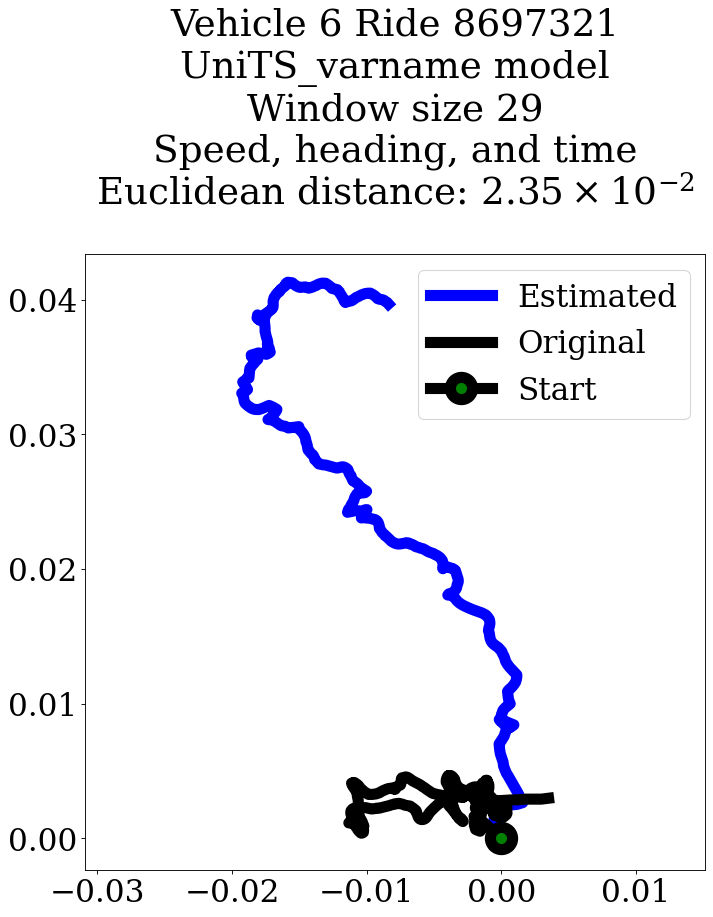 Vehicle 6 Ride 8697321
UniTS_varname model
Window size 29
Speed, heading, and time
Euclidean distance: 2.35 × 10⁻²
Estimated
Original
Start
0.04
0.03
0.02
0.01
0.00
−0.03 −0.02 −0.01 0.00 0.01